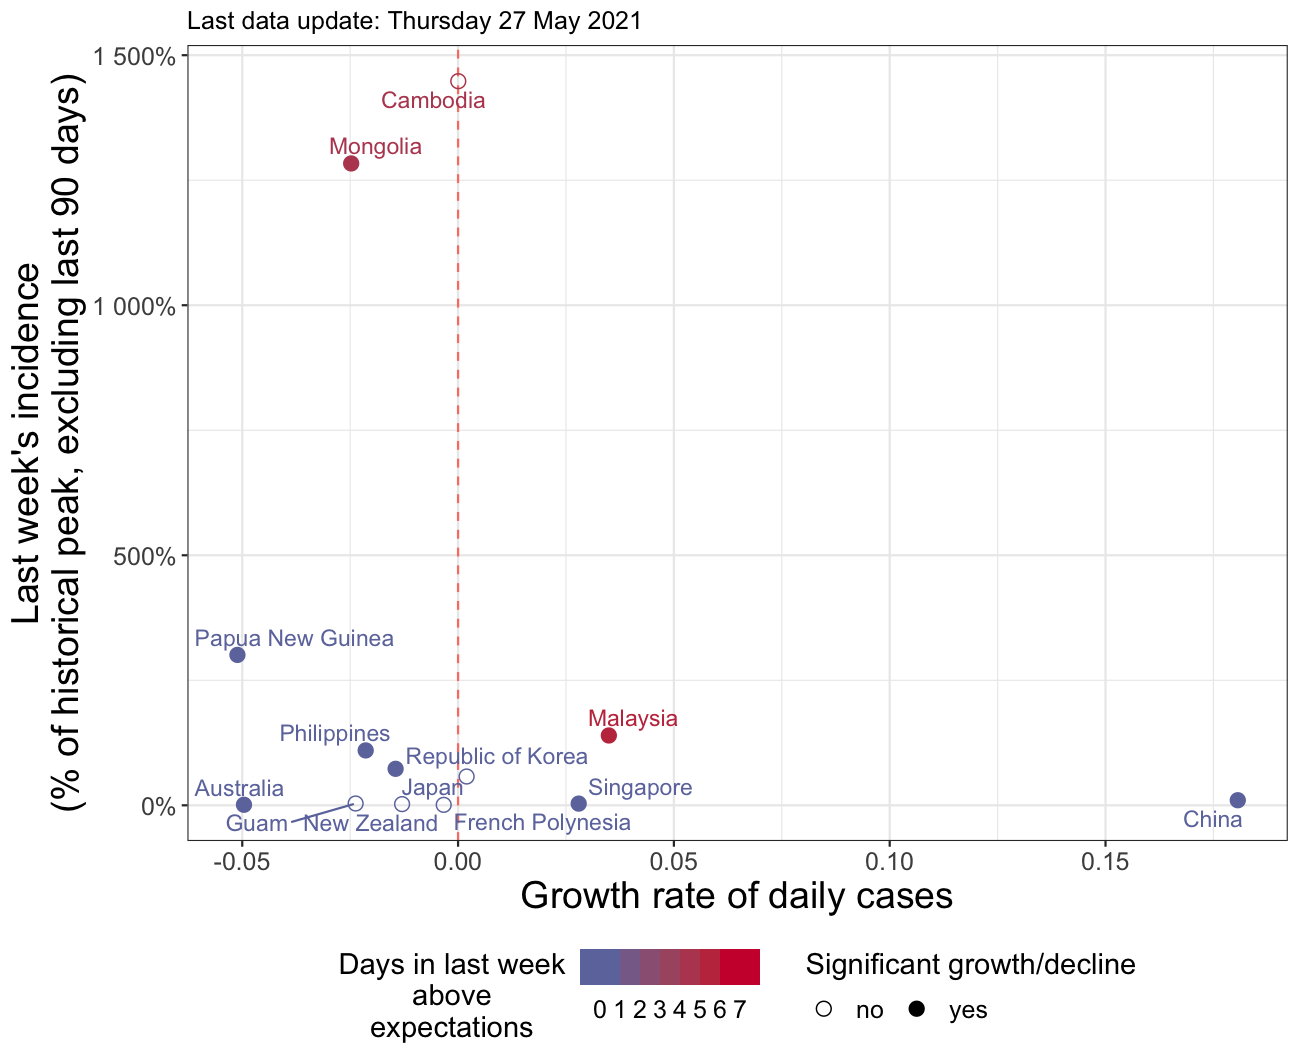 Last data update: Thursday 27 May 2021
Last week's incidence
(% of historical peak, excluding last 90 days)
1 500%
1 000%
500%
0%
Cambodia
Mongolia
Papua New Guinea
Malaysia
Philippines
Republic of Korea
Australia
Japan
Singapore
Guam
New Zealand
French Polynesia
China
-0.05
0.00
0.05
0.10
0.15
Growth rate of daily cases
Days in last week
above
expectations
0 1 2 3 4 5 6 7
Significant growth/decline
no
yes